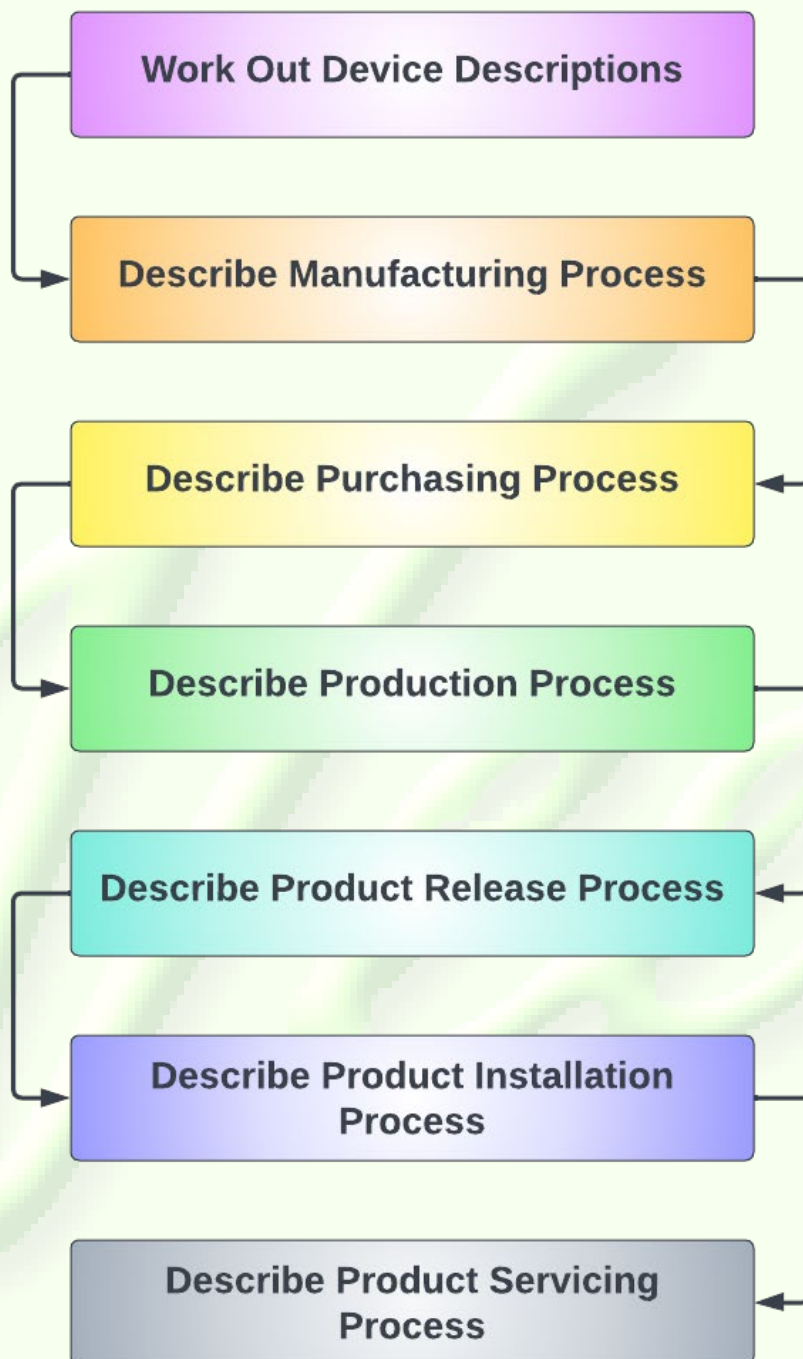 Work Out Device Descriptions
Describe Manufacturing Process
Describe Purchasing Process
Describe Production Process
Describe Product Release Process
Describe Product Installation
Process
Describe Product Servicing
Process